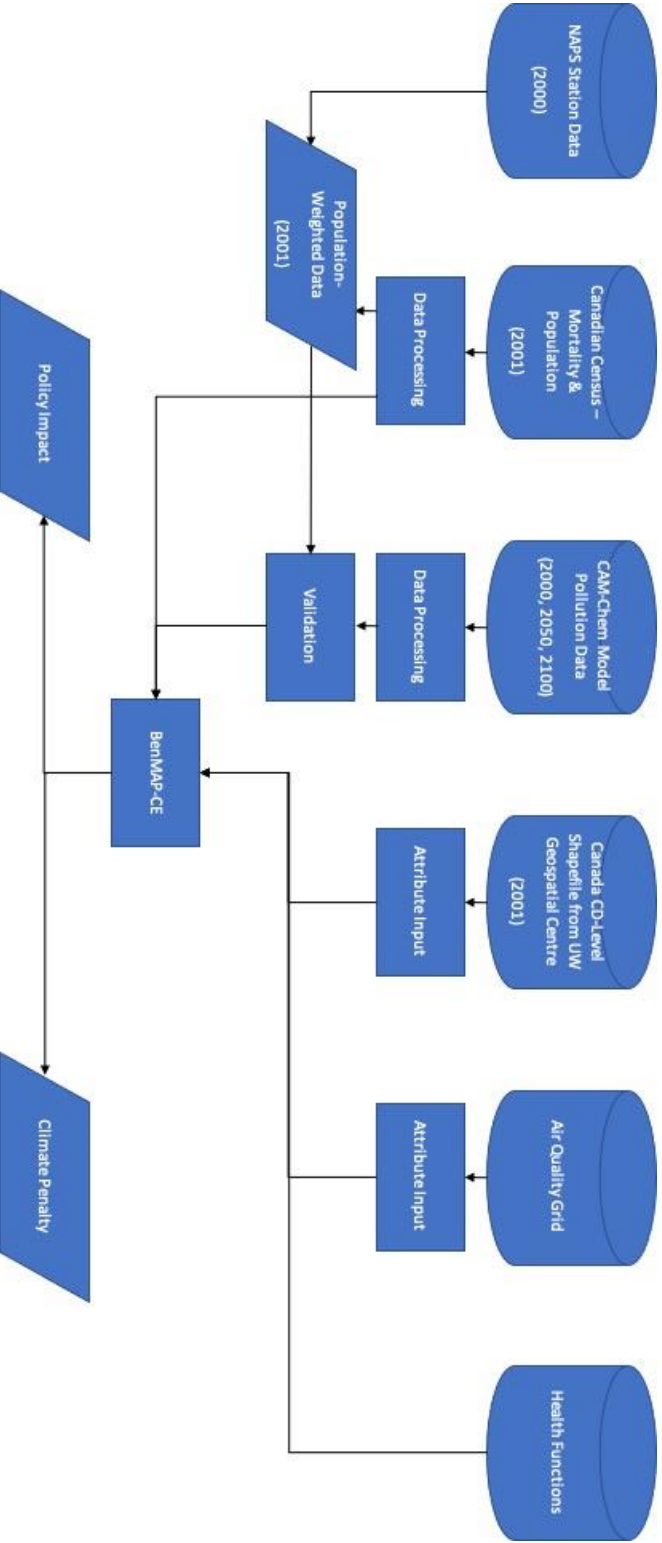 NAPS Station Data
(2000)
Canadian Census –
Mortality &
Population
(2001)
CAM-Chem Model
Pollution Data
(2000, 2050, 2100)
Canada CD-Level
Shapefile from UW
Geospatial Centre
(2001)
Air Quality Grid
Health Functions
Data Processing
Data Processing
Attribute Input
Attribute Input
Population-
Weighted Data
(2001)
Validation
BenMAP-CE
Policy Impact
Climate Penalty